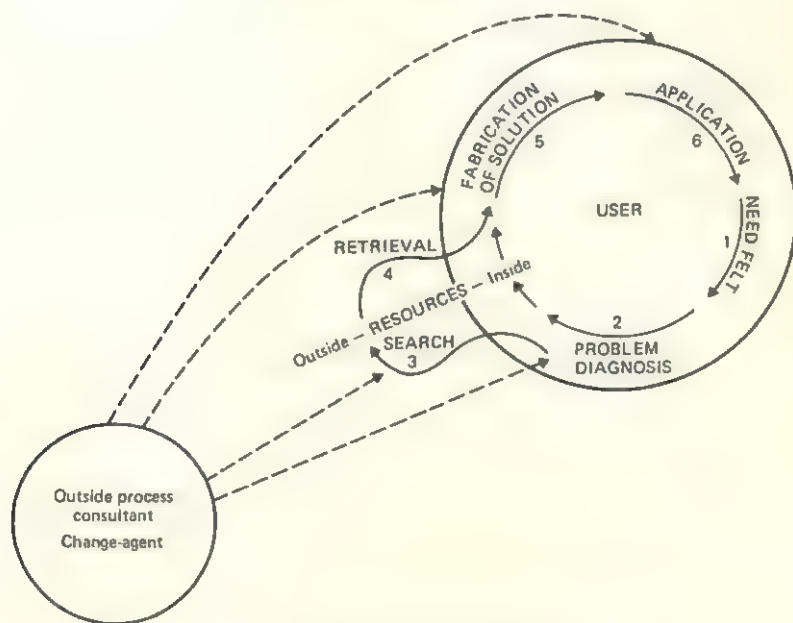 FABRICATION
OF SOLUTION
5
APPLICATION
6
USER
NEED FELT
1
RETRIEVAL
4
Outside – RESOURCES – Inside
SEARCH
3
2
PROBLEM
DIAGNOSIS
Outside process
consultant
Change-agent